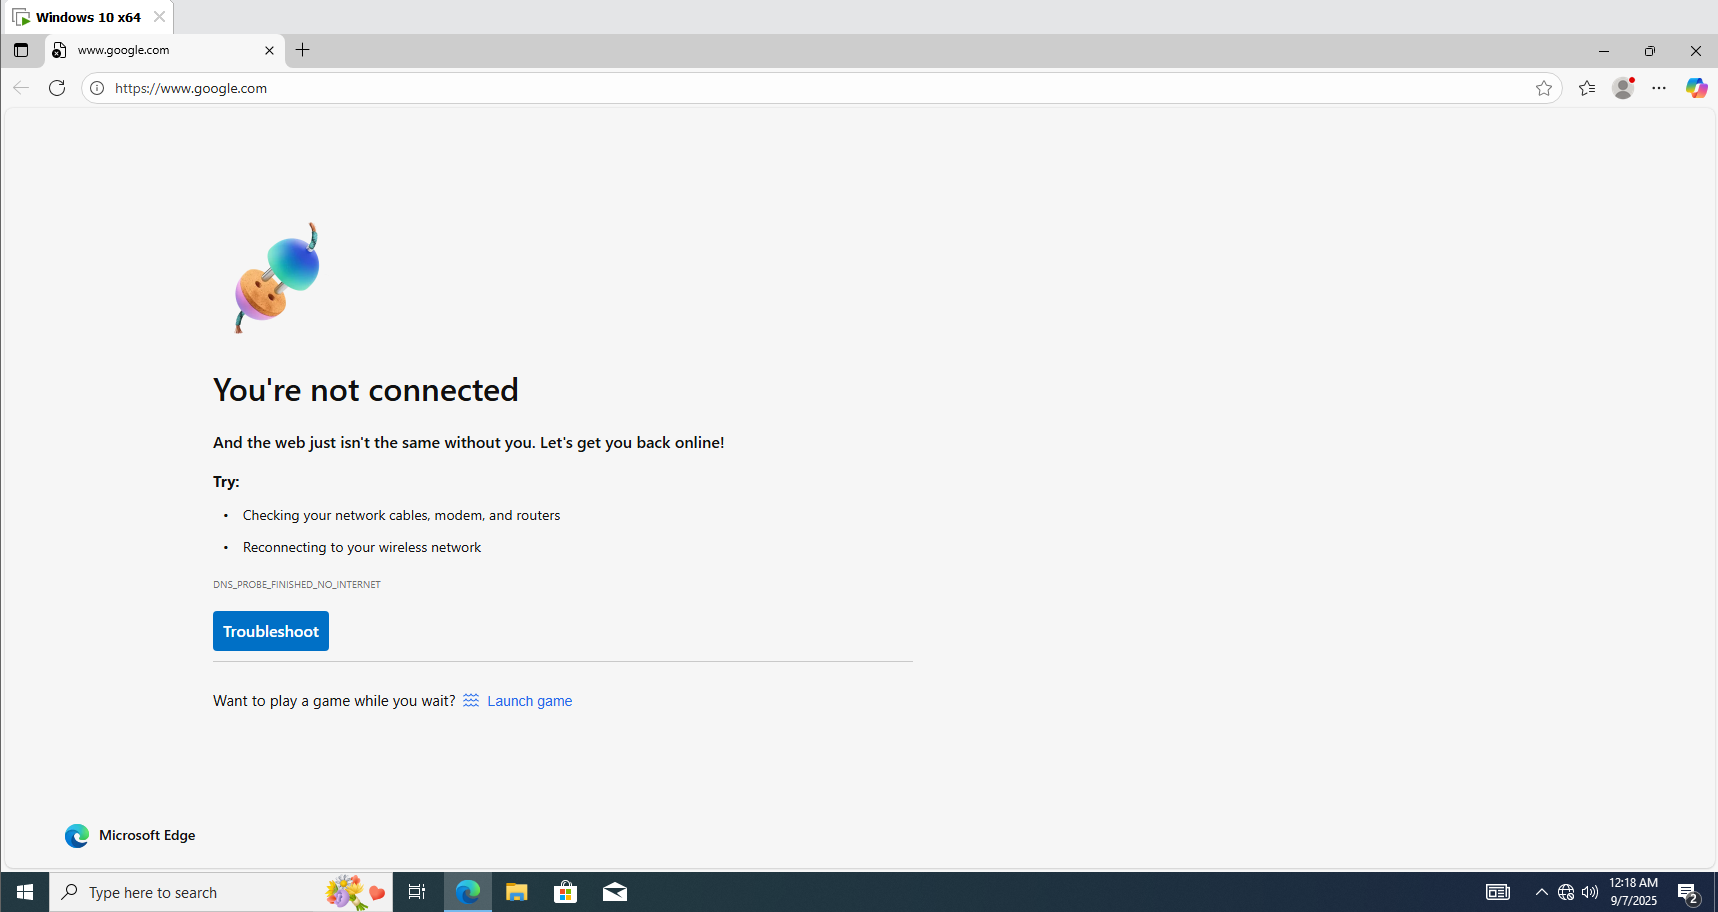 Windows 10 x64
www.google.com
https://www.google.com
You're not connected
And the web just isn't the same without you. Let's get you back online!
Try:
• Checking your network cables, modem, and routers
• Reconnecting to your wireless network
DNS_PROBE_FINISHED_NO_INTERNET
Troubleshoot
Want to play a game while you wait? Launch game
Microsoft Edge
Type here to search
12:18 AM
9/7/2025
2